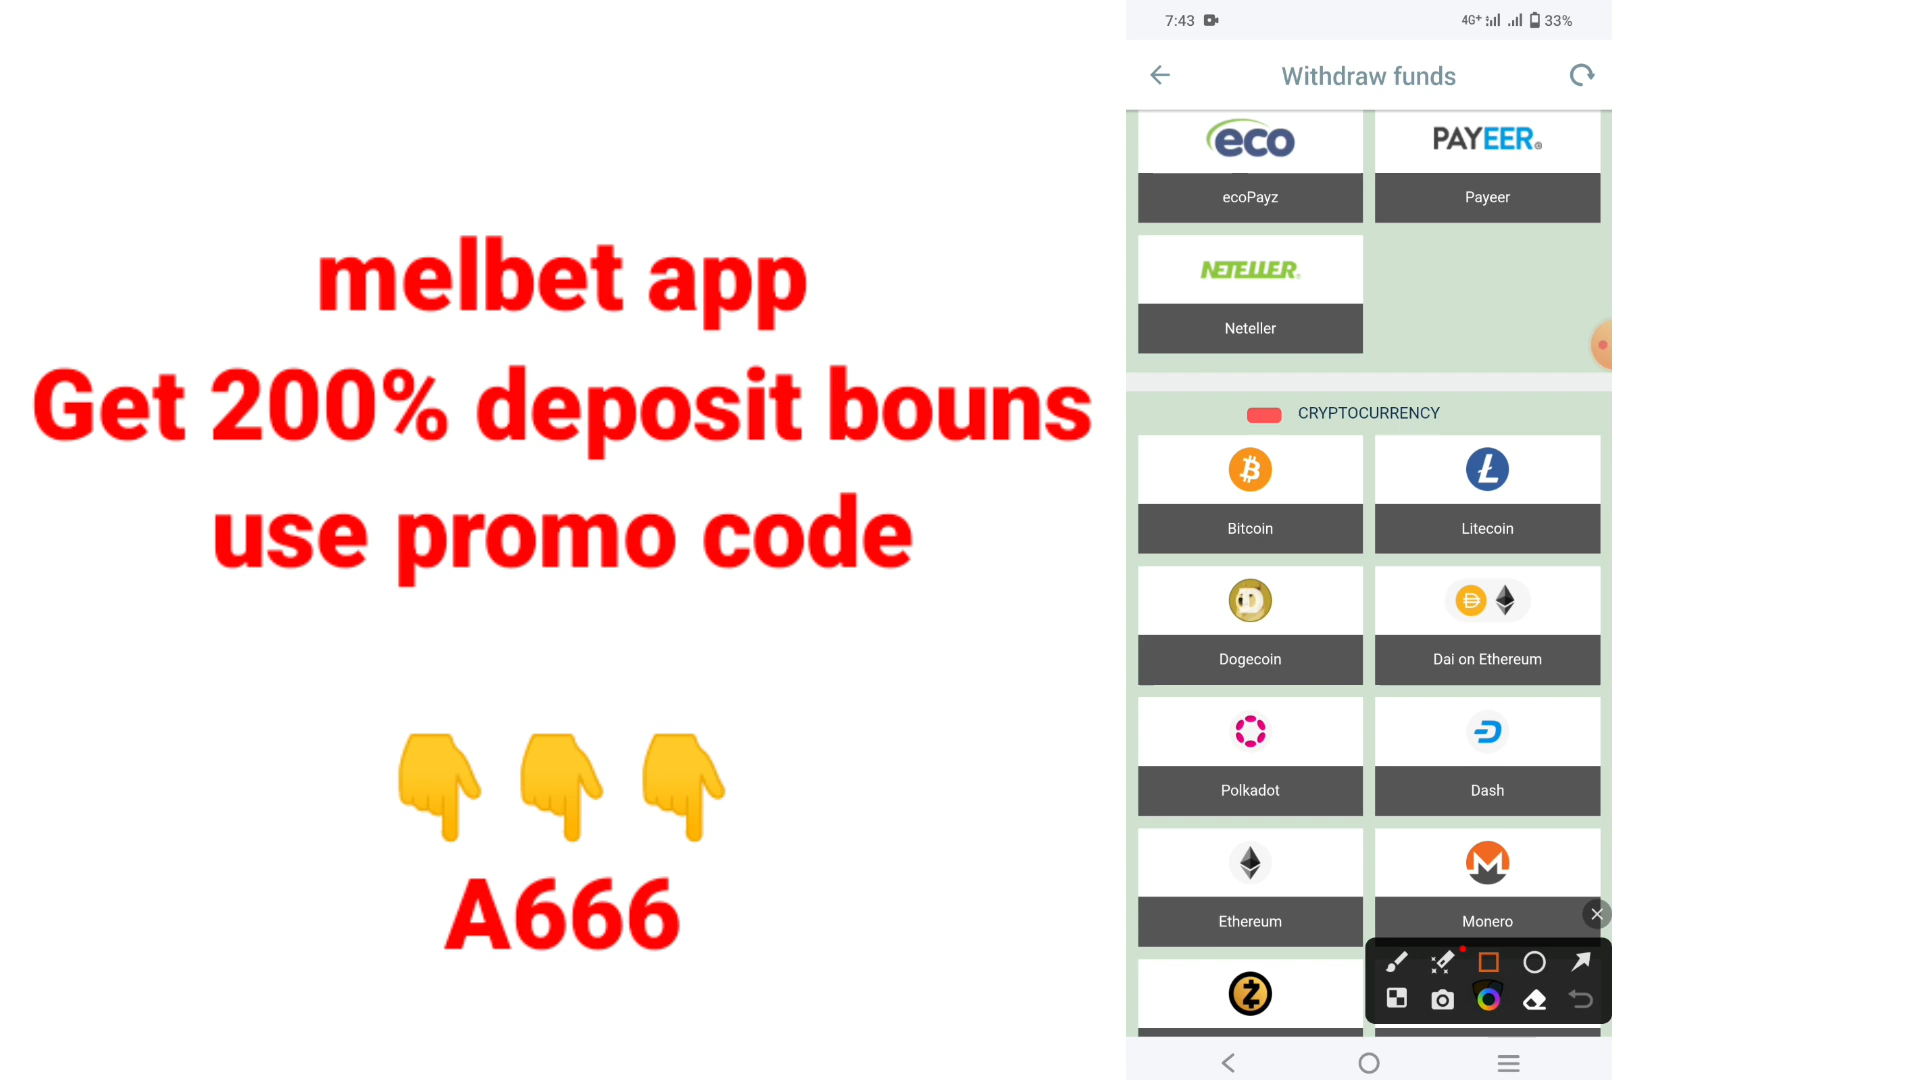 melbet app
Get 200% deposit bouns
use promo code
👇👇👇
A666
7:43
4G+ 33%
Withdraw funds
eco PAYEER
ecoPayz Payeer
NETELLER
Neteller
CRYPTOCURRENCY
Bitcoin Litecoin
Dogecoin Dai on Ethereum
Polkadot Dash
Ethereum Monero